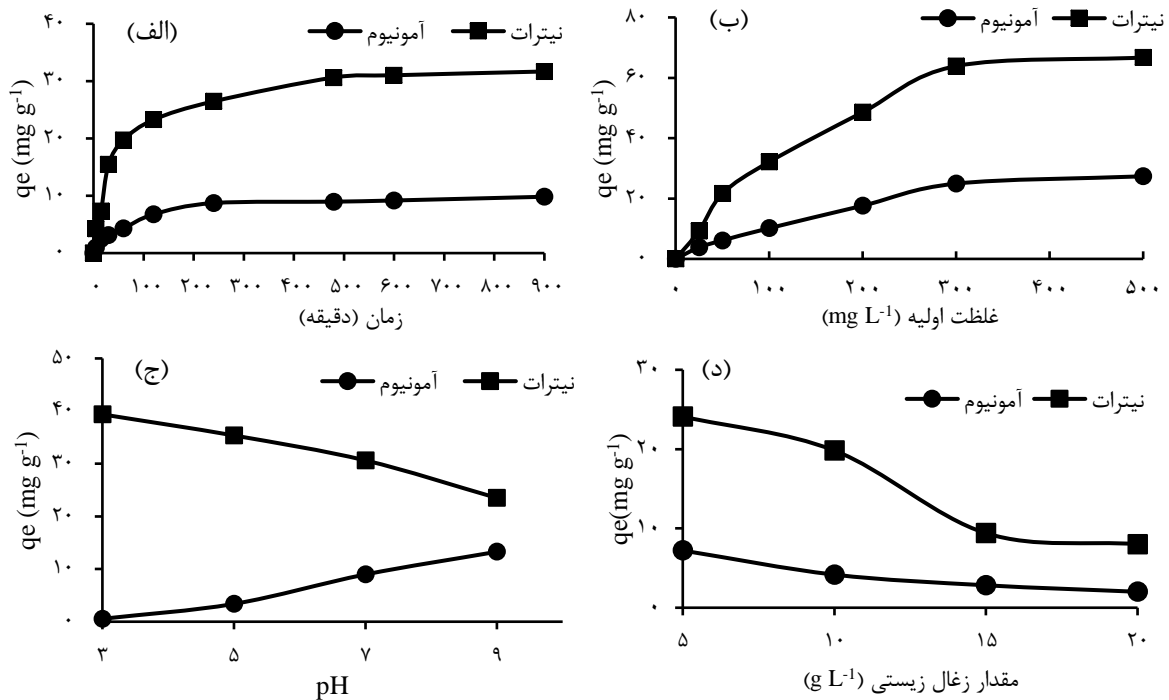 (الف)
آمونیوم
نیترات
qe (mg g-1)
۴۰
۳۰
۲۰
۱۰
۰
۰ ۱۰۰ ۲۰۰ ۳۰۰ ۴۰۰ ۵۰۰ ۶۰۰ ۷۰۰ ۸۰۰ ۹۰۰
زمان (دقیقه)
(ب)
آمونیوم
نیترات
qe (mg g-1)
۸۰
۶۰
۴۰
۲۰
۰
۰ ۱۰۰ ۲۰۰ ۳۰۰ ۴۰۰ ۵۰۰
غلظت اولیه (mg L-1)
(ج)
آمونیوم
نیترات
qe (mg g-1)
۵۰
۴۰
۳۰
۲۰
۱۰
۰
۳ ۵ ۷ ۹
pH
(د)
آمونیوم
نیترات
qe(mg g-1)
۳۰
۲۰
۱۰
۰
۵ ۱۰ ۱۵ ۲۰
مقدار زغال زیستی (g L-1)